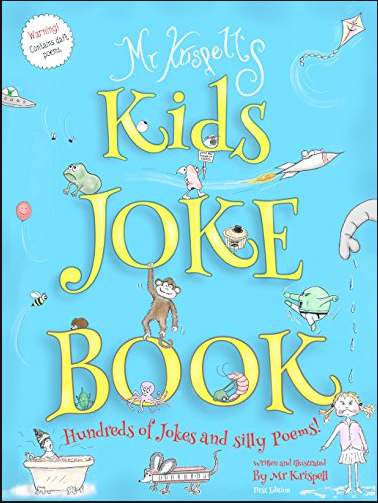 Warning!
Contains daft
poems.
Mr Krispell's
Kids
JOKE
BOOK
Hundreds of Jokes and silly Poems!
written and illustrated
By Mr Krispell
First Edition